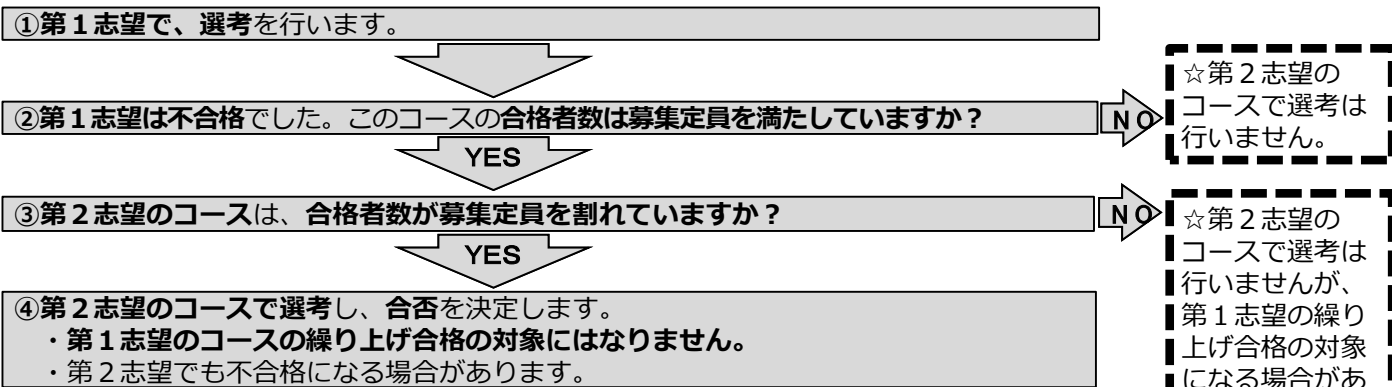 ①第１志望で、選考を行います。
②第１志望は不合格でした。このコースの合格者数は募集定員を満たしていますか？
NO
☆第２志望の
コースで選考は
行いません。
YES
③第２志望のコースは、合格者数が募集定員を割れていますか？
NO
☆第２志望の
コースで選考は
行いませんが、
第１志望の繰り
上げ合格の対象
になる場合があ
YES
④第２志望のコースで選考し、合否を決定します。
・第１志望のコースの繰り上げ合格の対象にはなりません。
・第２志望でも不合格になる場合があります。